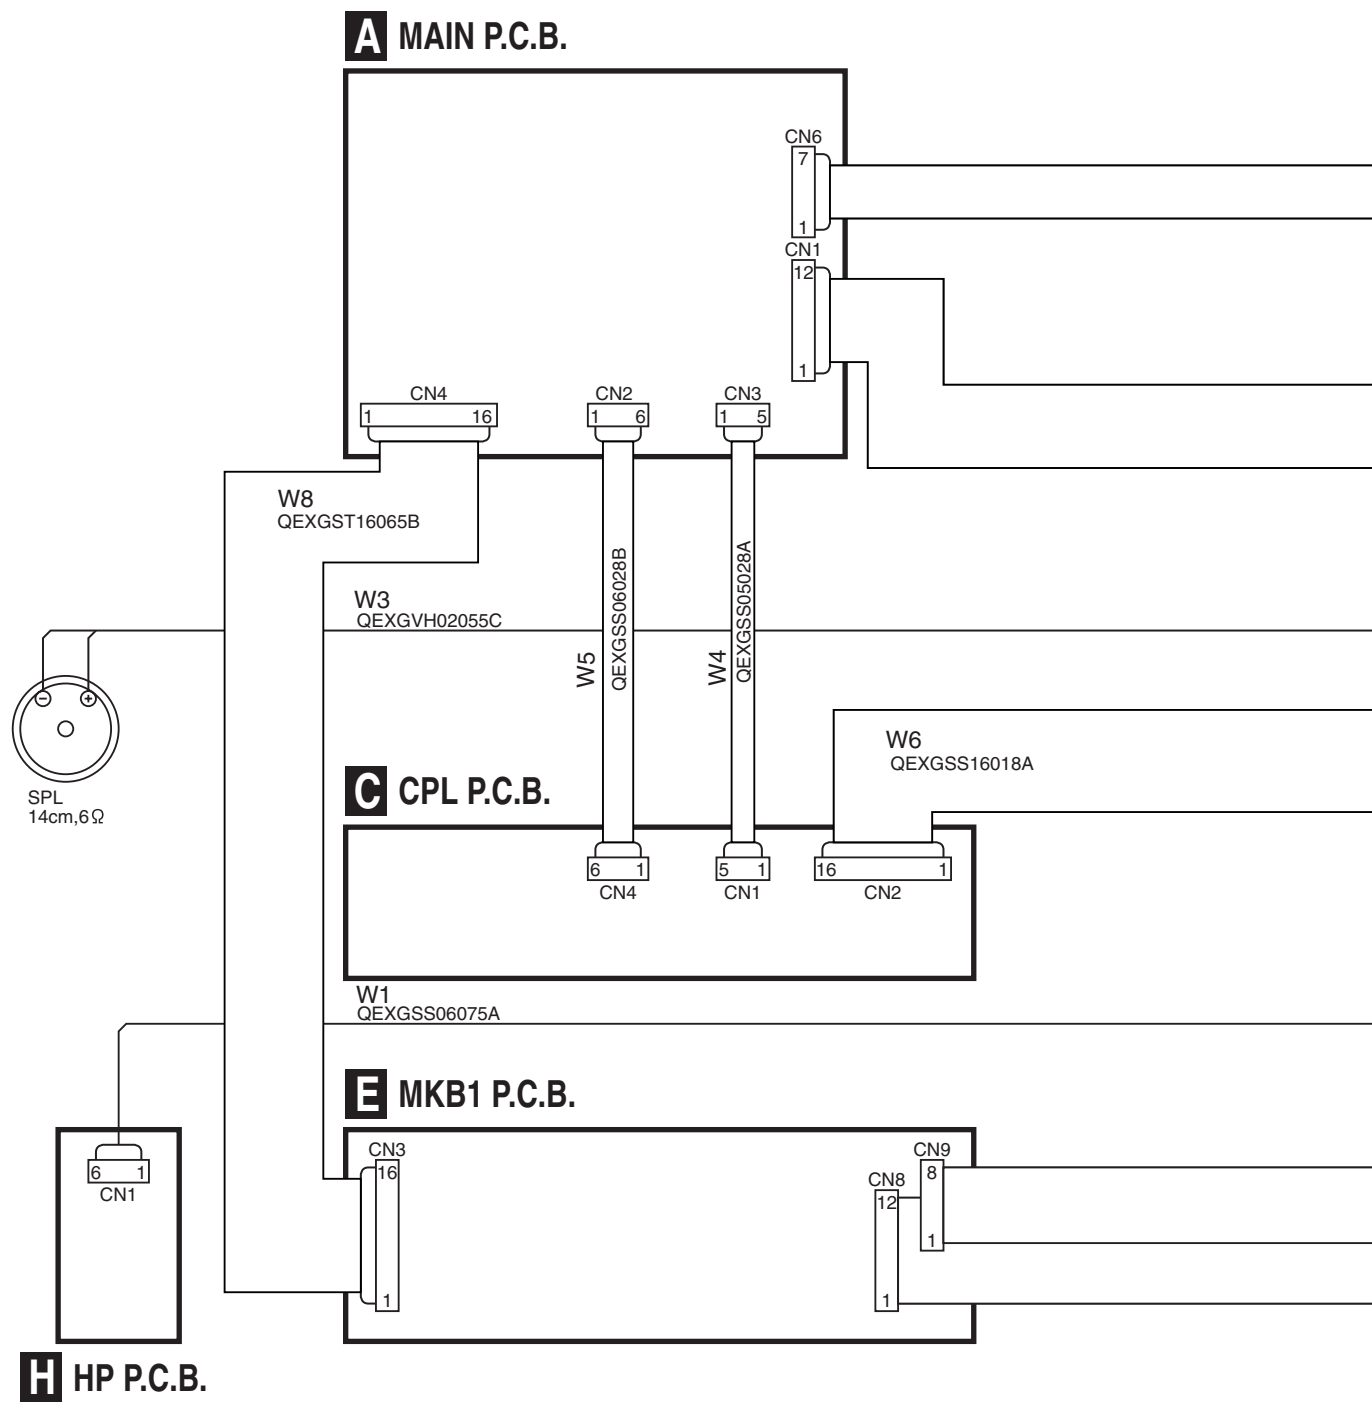 A MAIN P.C.B.
CN6
7
1
CN1
12
1
CN4
1 16
CN2
1 6
CN3
1 5
W8
QEXGST16065B
W3
QEXGVH02055C
W5
QEXGSS06028B
W4
QEXGSS05028A
- +
SPL
14cm,6Ω
W6
QEXGSS16018A
C CPL P.C.B.
6 1
CN4
5 1
CN1
16 1
CN2
W1
QEXGSS06075A
E MKB1 P.C.B.
CN3
16
1
CN9
8
1
CN8
12
1
6 1
CN1
H HP P.C.B.